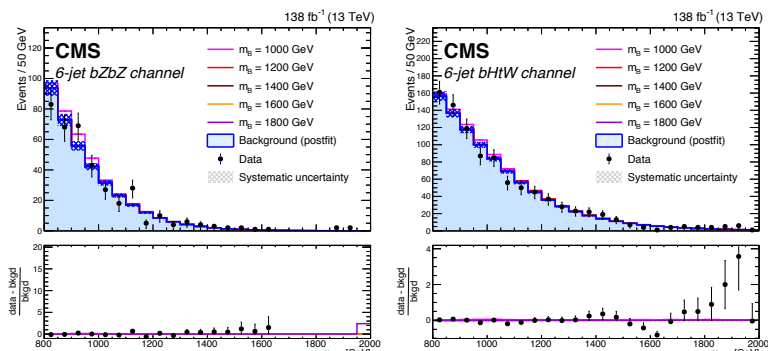 138 fb⁻¹ (13 TeV)
CMS
6-jet bZbZ channel
Events / 50 GeV
120
100
80
60
40
20
0
m_B = 1000 GeV
m_B = 1200 GeV
m_B = 1400 GeV
m_B = 1600 GeV
m_B = 1800 GeV
Background (postfit)
Data
Systematic uncertainty
data - bkgd
bkgd
20
15
10
5
0
800 1000 1200 1400 1600 1800 2000
138 fb⁻¹ (13 TeV)
CMS
6-jet bHtW channel
Events / 50 GeV
220
200
180
160
140
120
100
80
60
40
20
0
m_B = 1000 GeV
m_B = 1200 GeV
m_B = 1400 GeV
m_B = 1600 GeV
m_B = 1800 GeV
Background (postfit)
Data
Systematic uncertainty
data - bkgd
bkgd
4
2
0
800 1000 1200 1400 1600 1800 2000